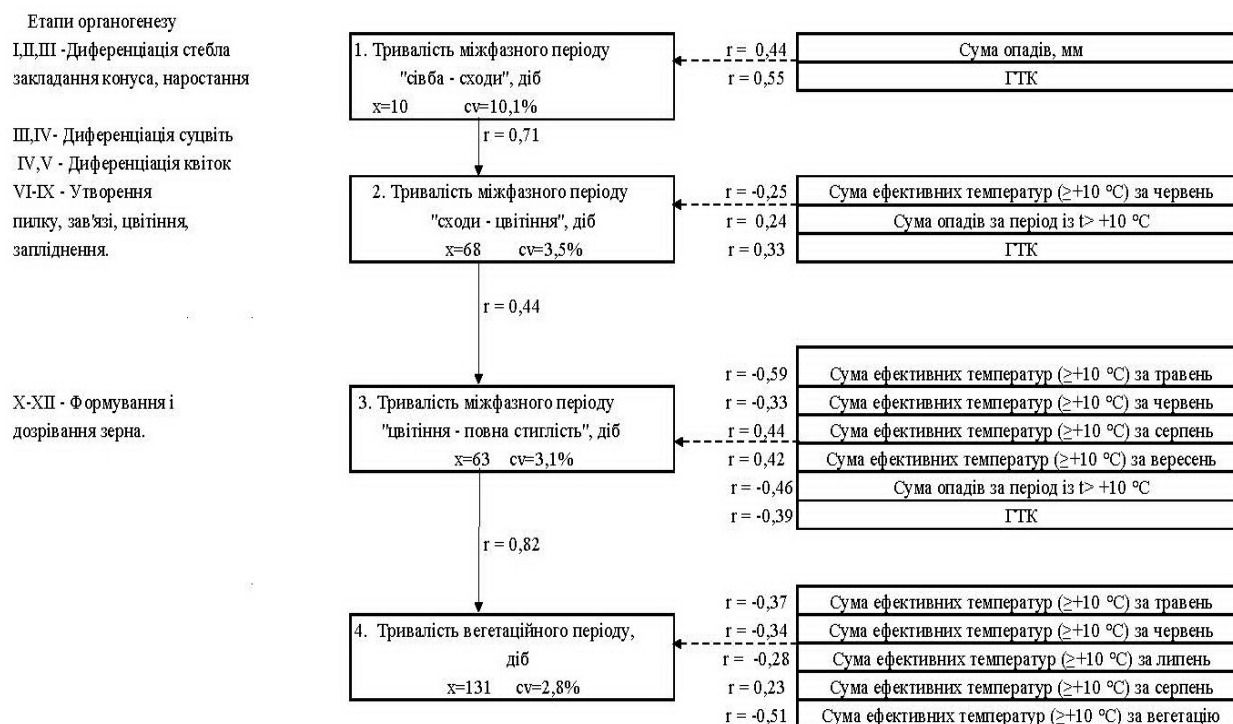 Етапи органогенезу
І,ІІ,ІІІ -Диференціація стебла
закладання конуса, наростання
ІІІ,IV- Диференціація суцвіть
IV,V - Диференціація квіток
VI-IX - Утворення
пилку, зав'язі, цвітіння,
запліднення.
X-XII - Формування і
дозрівання зерна.
1. Тривалість міжфазного періоду
"сівба - сходи", діб
x=10 cv=10,1%
r = 0,44 Сума опадів, мм
r = 0,55 ГТК
r = 0,71
2. Тривалість міжфазного періоду
"сходи - цвітіння", діб
x=68 cv=3,5%
r = -0,25 Сума ефективних температур (≥+10 °С) за червень
r = 0,24 Сума опадів за період із t> +10 °С
r = 0,33 ГТК
r = 0,44
3. Тривалість міжфазного періоду
"цвітіння - повна стиглість", діб
x=63 cv=3,1%
r = -0,59 Сума ефективних температур (≥+10 °С) за травень
r = -0,33 Сума ефективних температур (≥+10 °С) за червень
r = 0,44 Сума ефективних температур (≥+10 °С) за серпень
r = 0,42 Сума ефективних температур (≥+10 °С) за вересень
r = -0,46 Сума опадів за період із t> +10 °С
r = -0,39 ГТК
r = 0,82
4. Тривалість вегетаційного періоду,
діб
x=131 cv=2,8%
r = -0,37 Сума ефективних температур (≥+10 °С) за травень
r = -0,34 Сума ефективних температур (≥+10 °С) за червень
r = -0,28 Сума ефективних температур (≥+10 °С) за липень
r = 0,23 Сума ефективних температур (≥+10 °С) за серпень
r = -0,51 Сума ефективних температур (≥+10 °С) за вегетацію